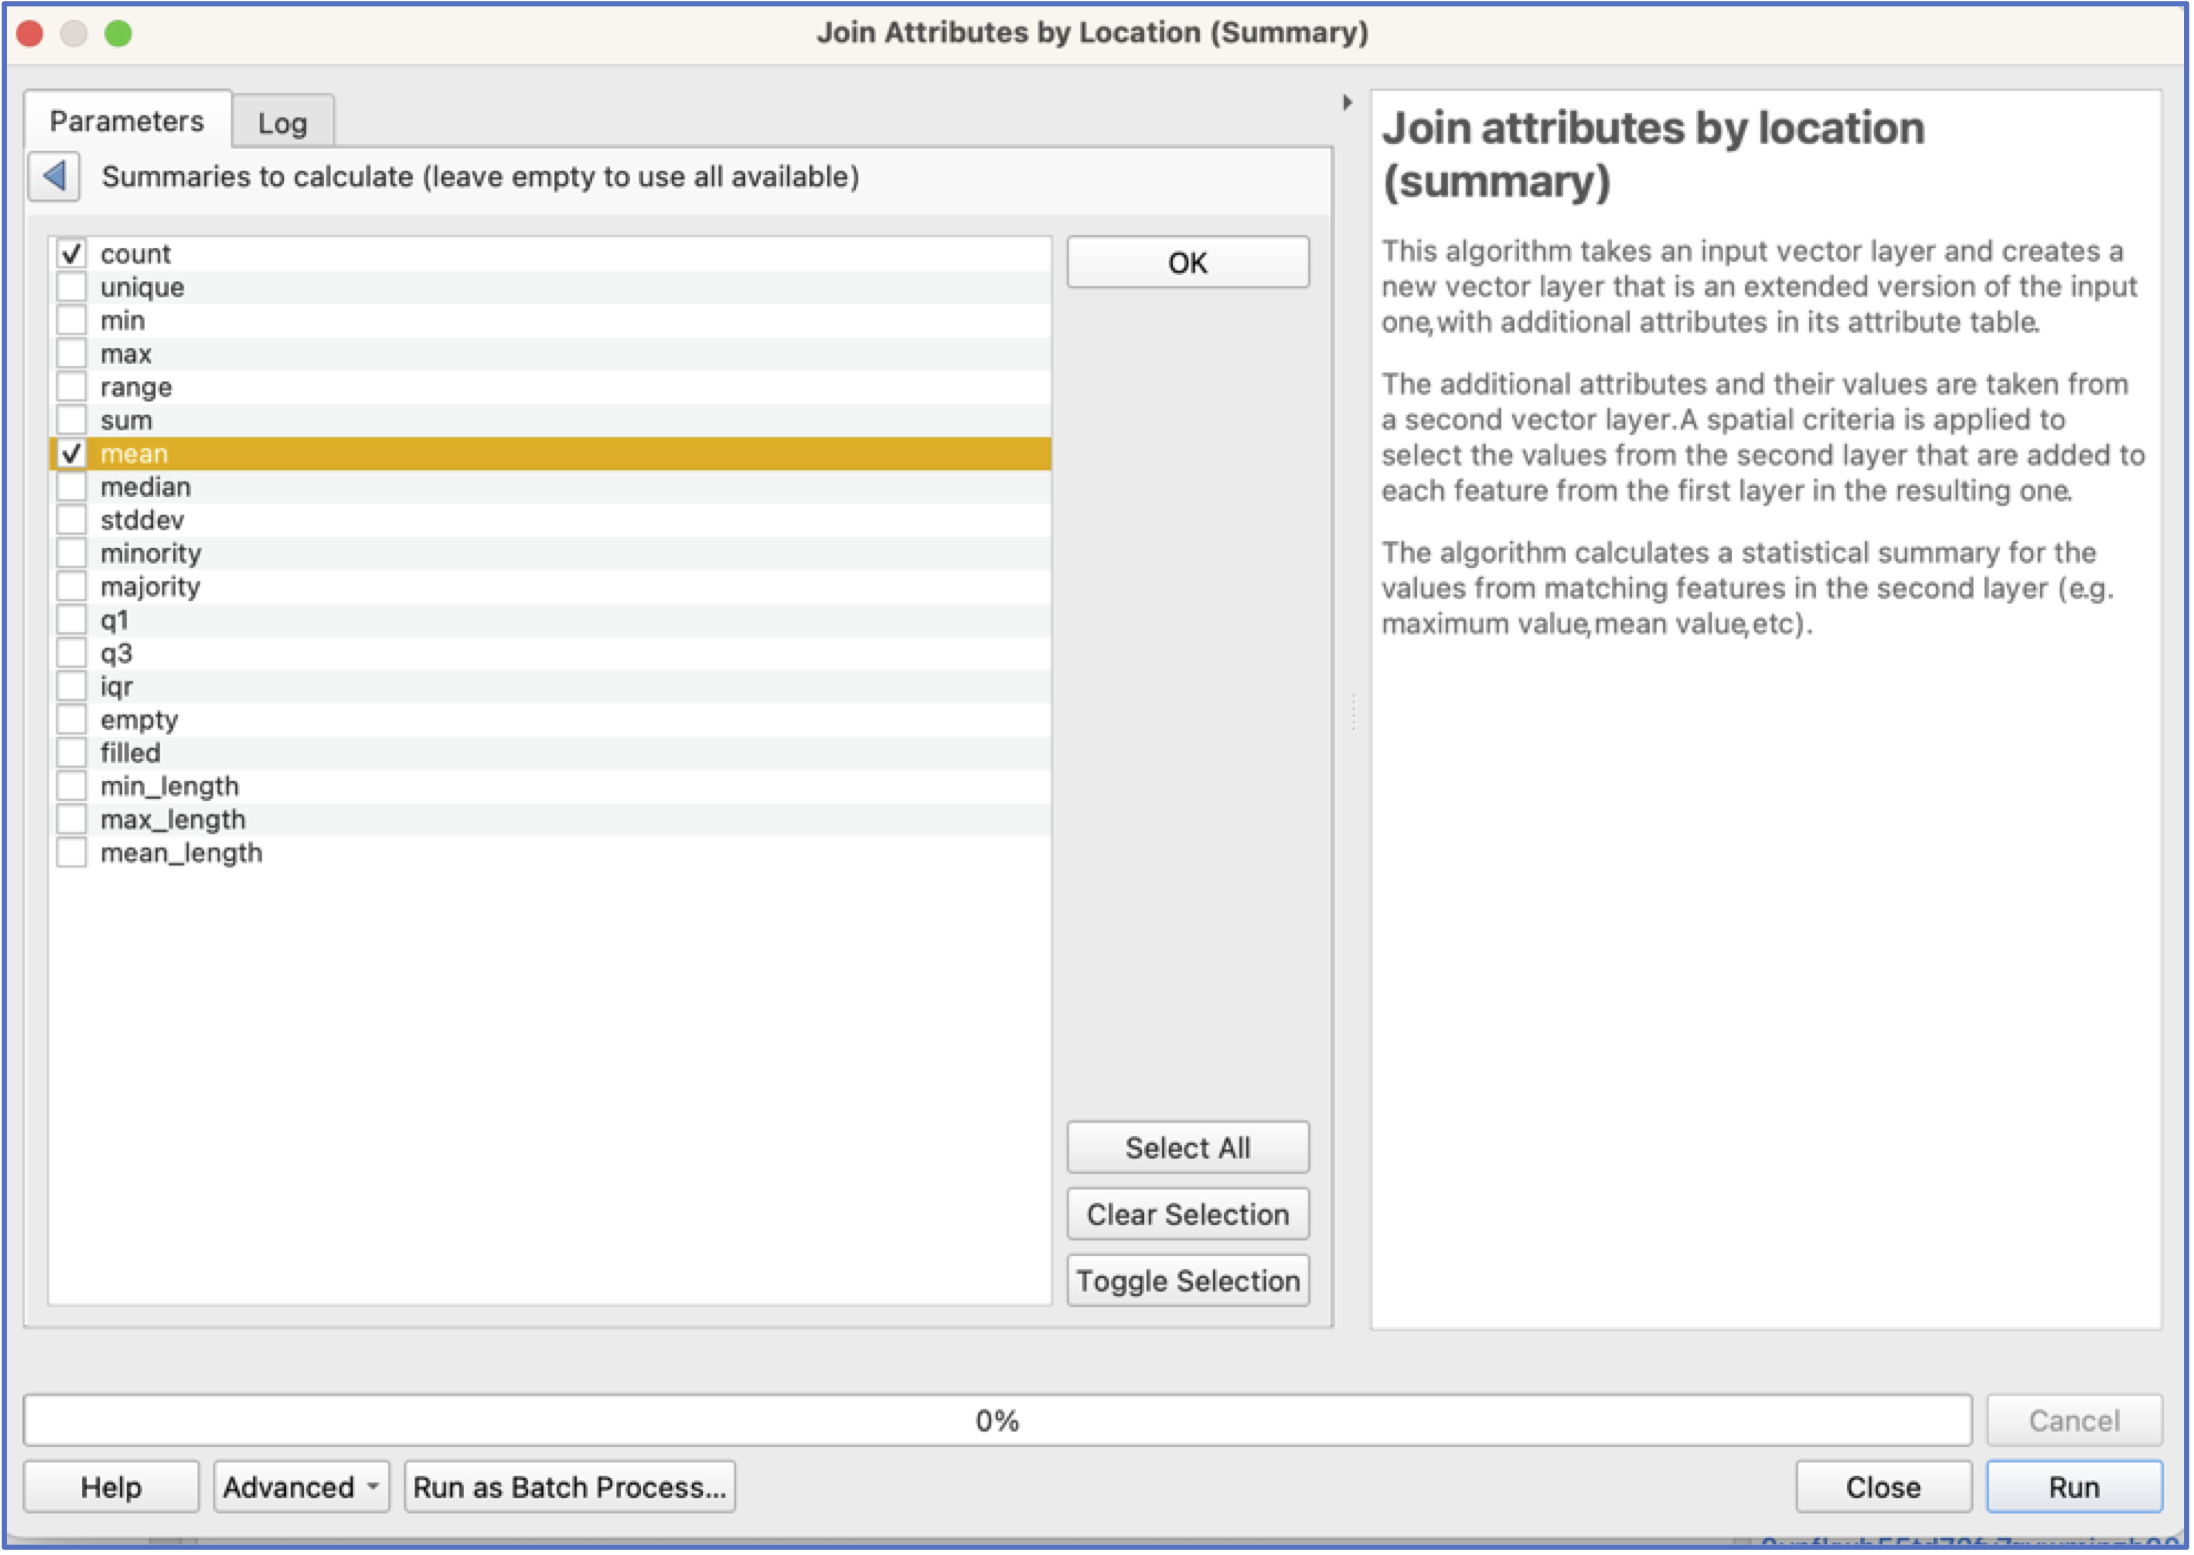 Join Attributes by Location (Summary)
Parameters
Log
Summaries to calculate (leave empty to use all available)
count
unique
min
max
range
sum
mean
median
stddev
minority
majority
q1
q3
iqr
empty
filled
min_length
max_length
mean_length
OK
Select All
Clear Selection
Toggle Selection
Join attributes by location
(summary)
This algorithm takes an input vector layer and creates a
new vector layer that is an extended version of the input
one,with additional attributes in its attribute table.
The additional attributes and their values are taken from
a second vector layer.A spatial criteria is applied to
select the values from the second layer that are added to
each feature from the first layer in the resulting one.
The algorithm calculates a statistical summary for the
values from matching features in the second layer (e.g.
maximum value,mean value,etc).
0%
Cancel
Help
Advanced
Run as Batch Process...
Close
Run